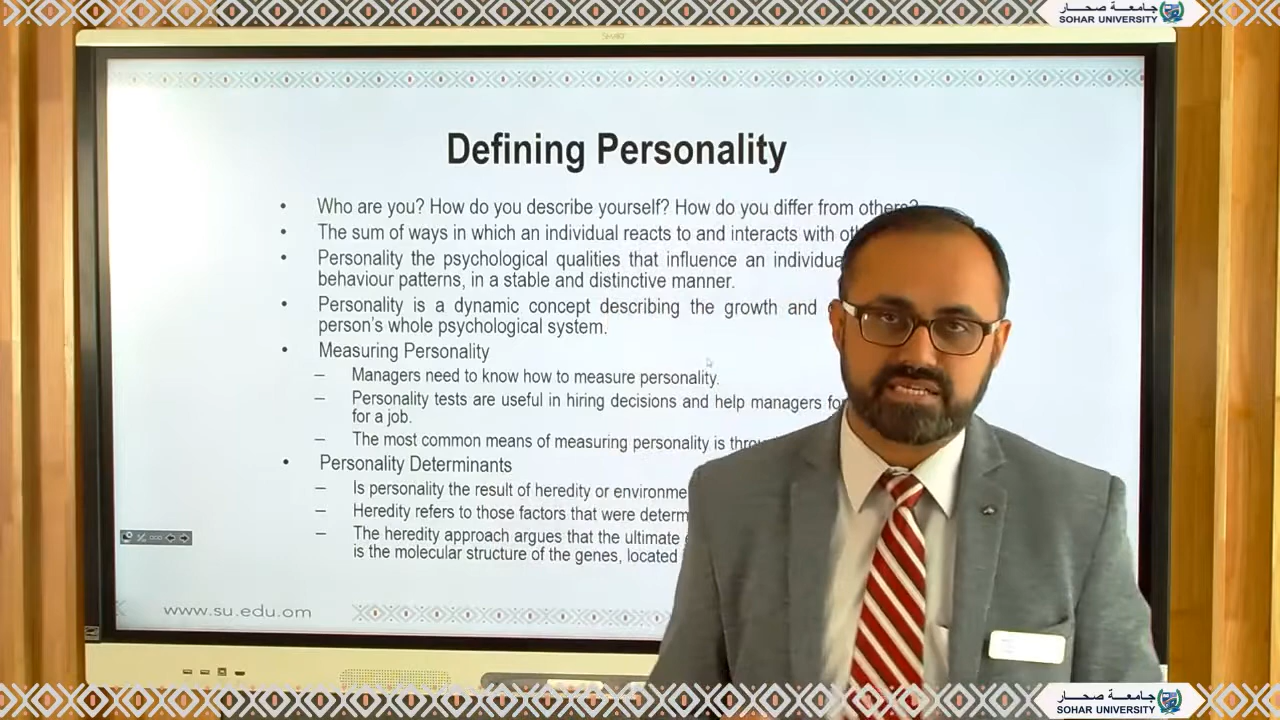 جامعة صحار
SOHAR UNIVERSITY
SHARP
Defining Personality
• Who are you? How do you describe yourself? How do you differ from others?
• The sum of ways in which an individual reacts to and interacts with
• Personality the psychological qualities that influence an
behaviour patterns, in a stable and distinctive manner.
• Personality is a dynamic concept describing the growth and
person's whole psychological system.
• Measuring Personality
– Managers need to know how to measure personality.
– Personality tests are useful in hiring decisions and help managers
for a job.
– The most common means of measuring personality is
• Personality Determinants
– Is personality the result of heredity or
– Heredity refers to those factors that were
– The heredity approach argues that the ultimate
is the molecular structure of the genes, located
www.su.edu.om
جامعة صحار
SOHAR UNIVERSITY